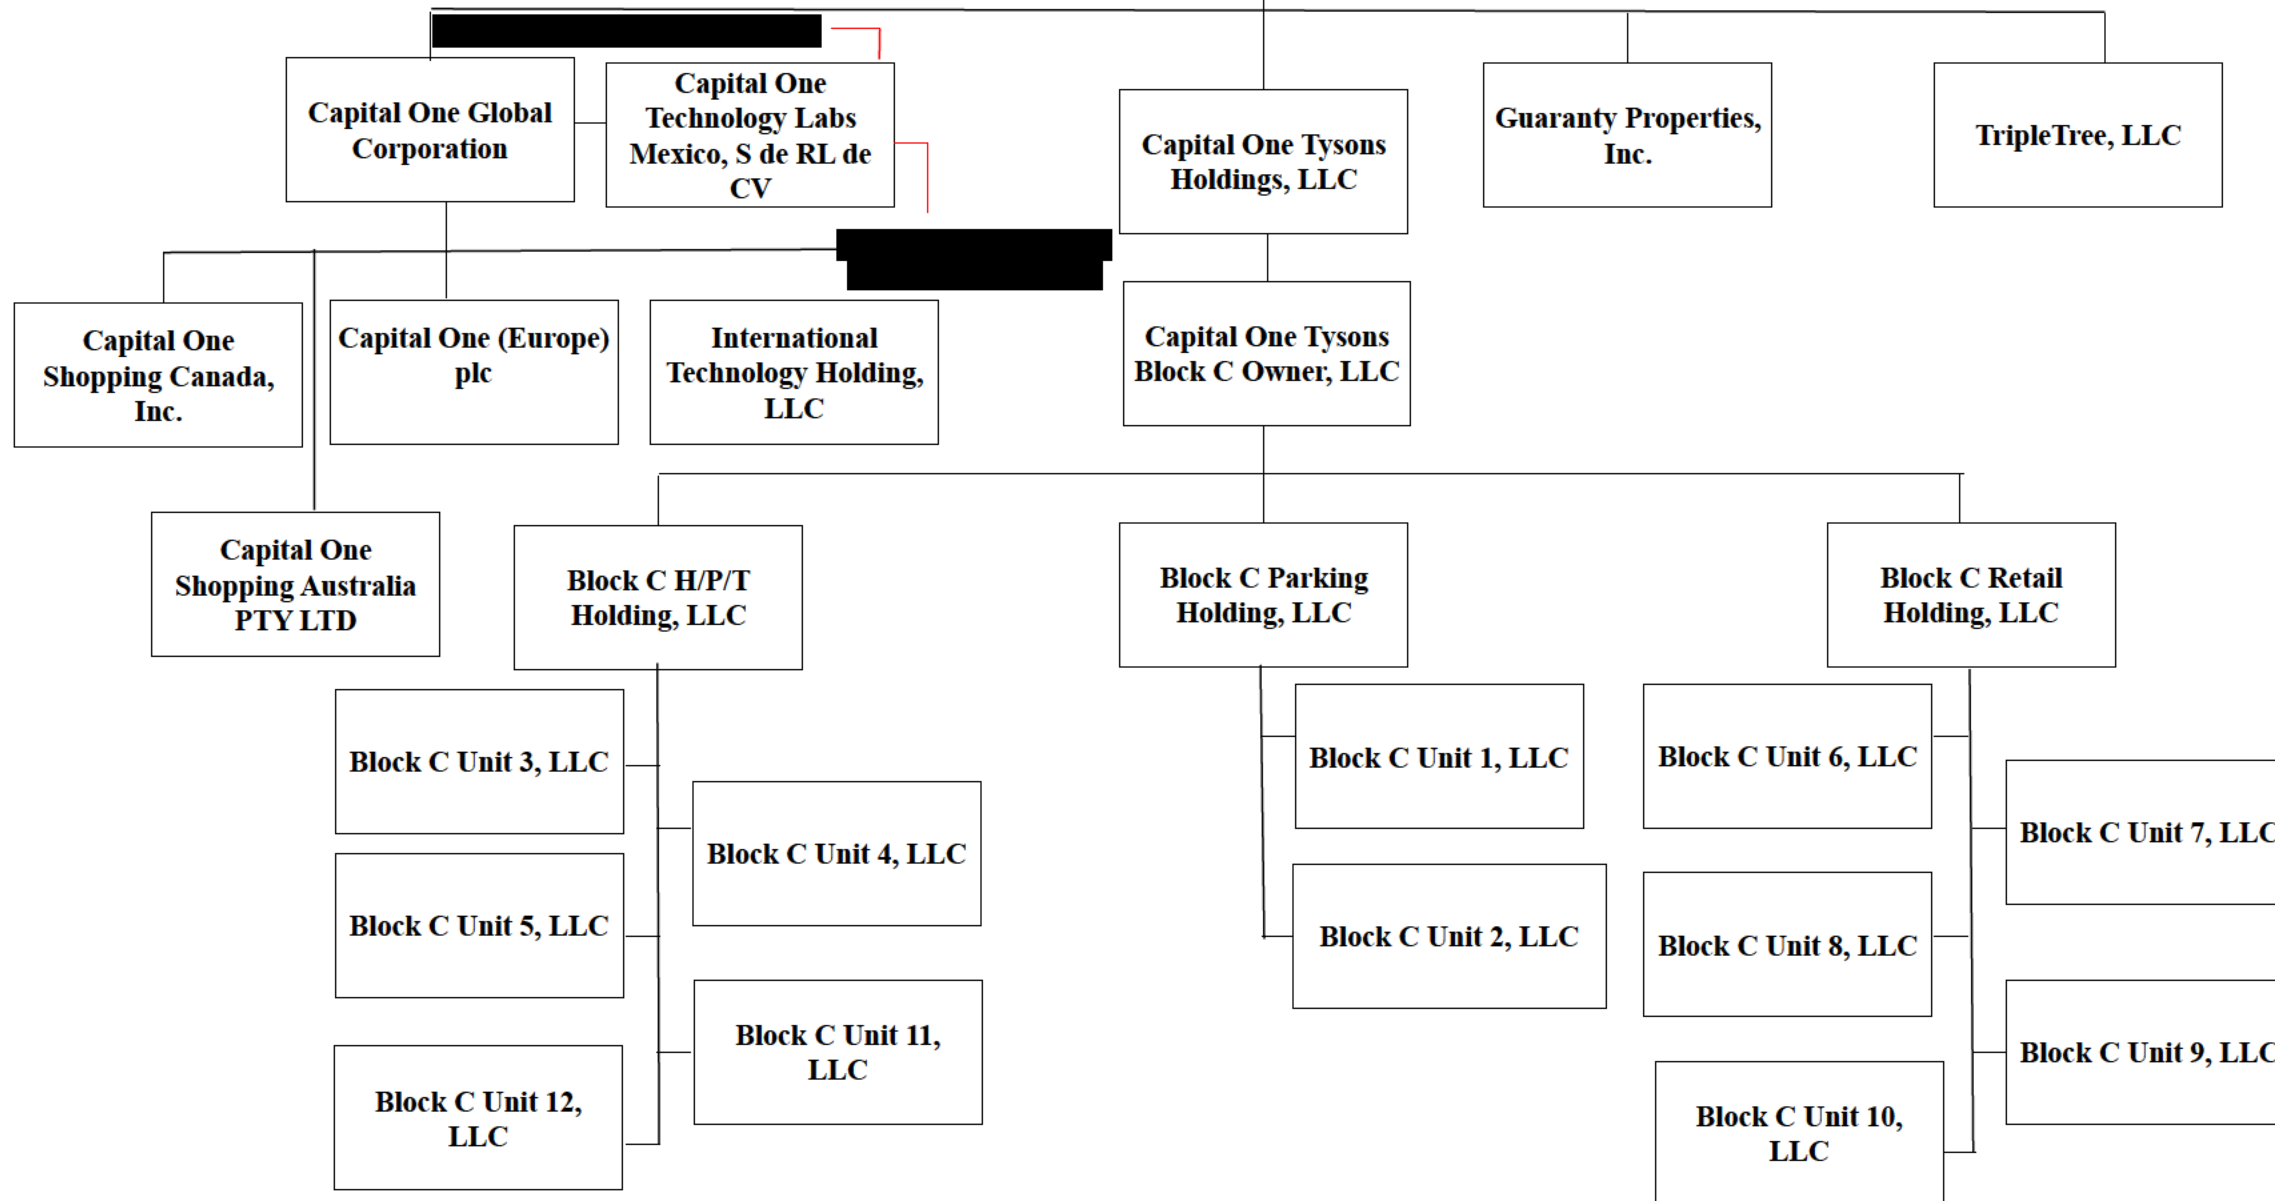 Capital One Global
Corporation
Capital One
Technology Labs
Mexico, S de RL de
CV
Capital One Tysons
Holdings, LLC
Guaranty Properties,
Inc.
TripleTree, LLC
Capital One
Shopping Canada,
Inc.
Capital One (Europe)
plc
International
Technology Holding,
LLC
Capital One Tysons
Block C Owner, LLC
Capital One
Shopping Australia
PTY LTD
Block C H/P/T
Holding, LLC
Block C Parking
Holding, LLC
Block C Retail
Holding, LLC
Block C Unit 3, LLC
Block C Unit 4, LLC
Block C Unit 5, LLC
Block C Unit 11,
LLC
Block C Unit 12,
LLC
Block C Unit 1, LLC
Block C Unit 2, LLC
Block C Unit 6, LLC
Block C Unit 7, LLC
Block C Unit 8, LLC
Block C Unit 9, LLC
Block C Unit 10,
LLC